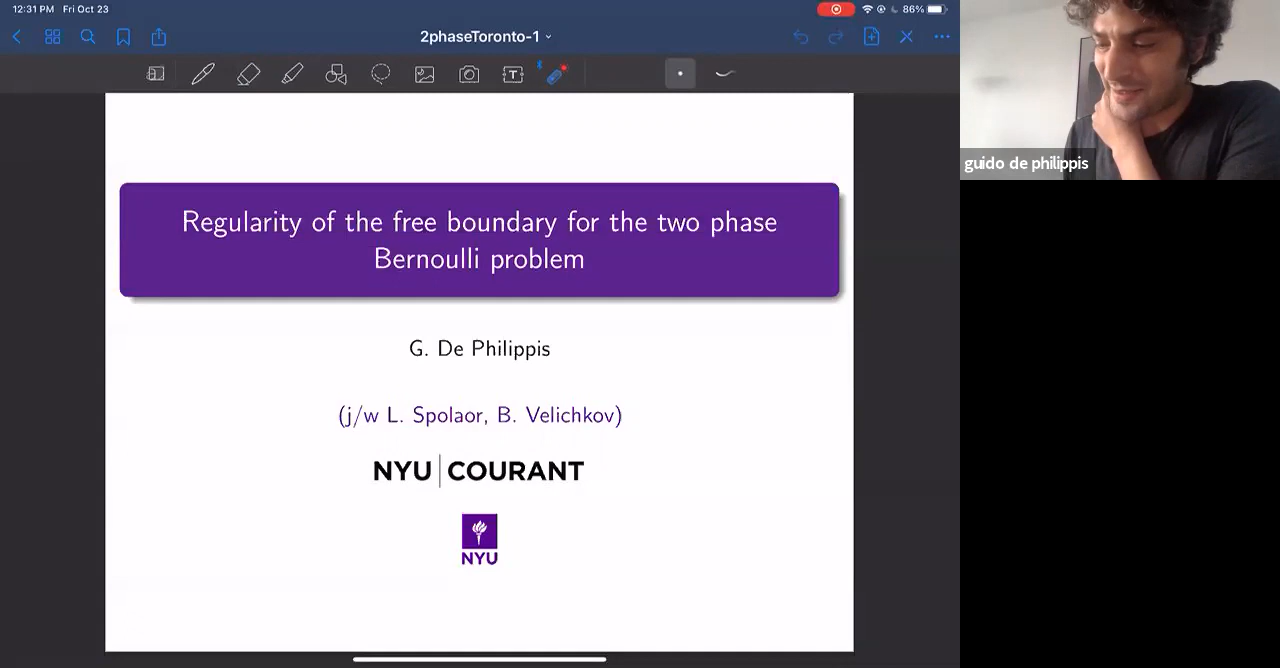 12:31 PM Fri Oct 23
86%
2phaseToronto-1
T
guido de philippis
Regularity of the free boundary for the two phase
Bernoulli problem
G. De Philippis
(j/w L. Spolaor, B. Velichkov)
NYU COURANT
NYU